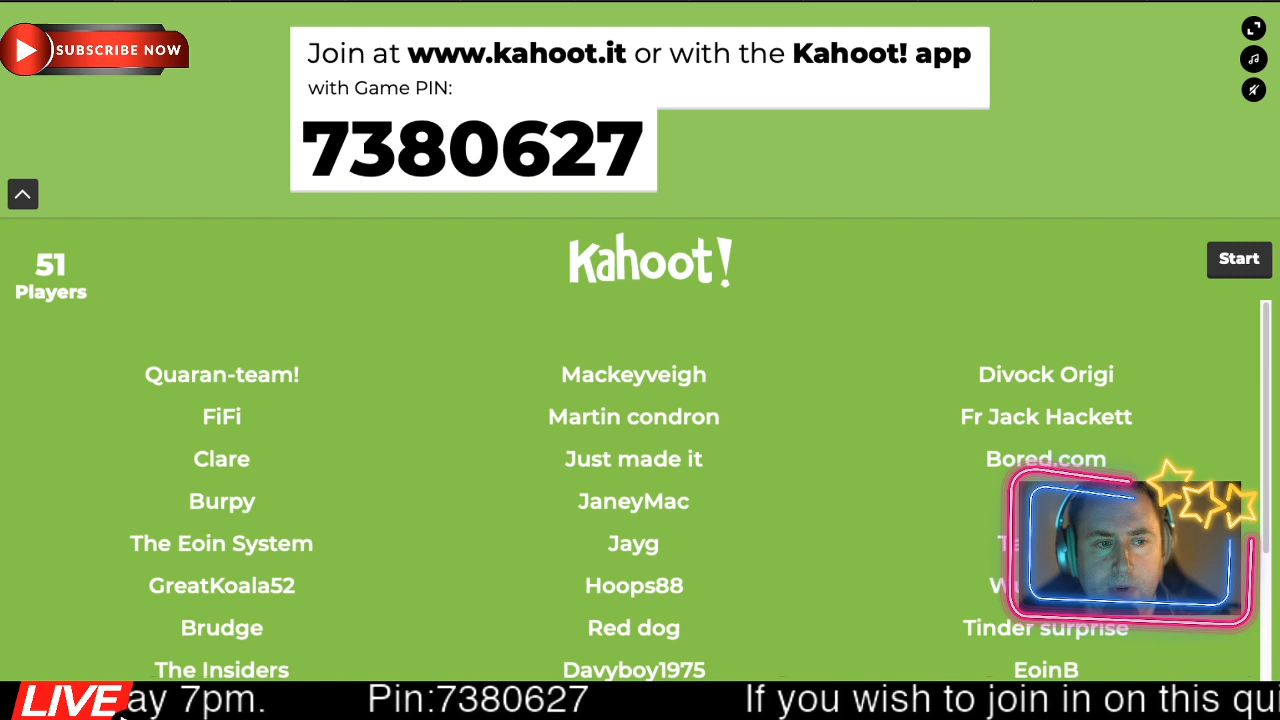 SUBSCRIBE NOW
Join at www.kahoot.it or with the Kahoot! app
with Game PIN:
7380627
51
Players
Kahoot!
Start
Quaran-team! Mackeyveigh Divock Origi
FiFi Martin condron Fr Jack Hackett
Clare Just made it Bored.com
Burpy JaneyMac
The Eoin System Jayg
GreatKoala52 Hoops88
Brudge Red dog Tinder surprise
The Insiders Davyboy1975 EoinB
LIVE ay 7pm. Pin:7380627 If you wish to join in on this qui